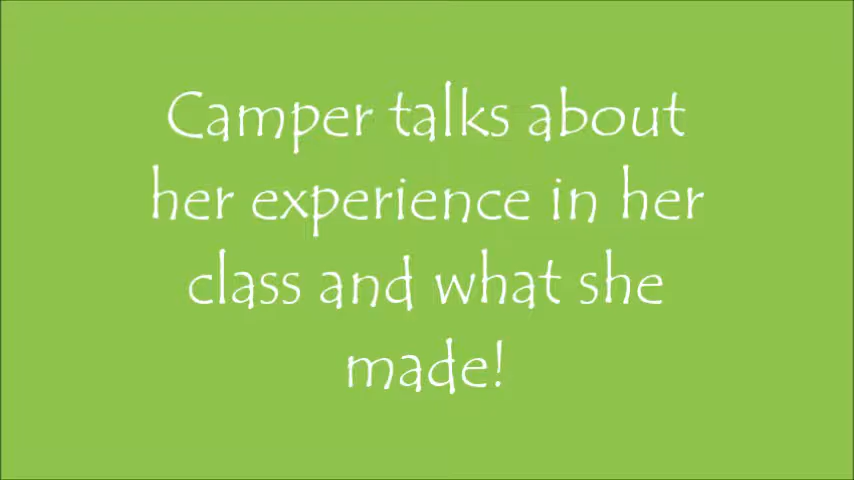 Camper talks about
her experience in her
class and what she
made!